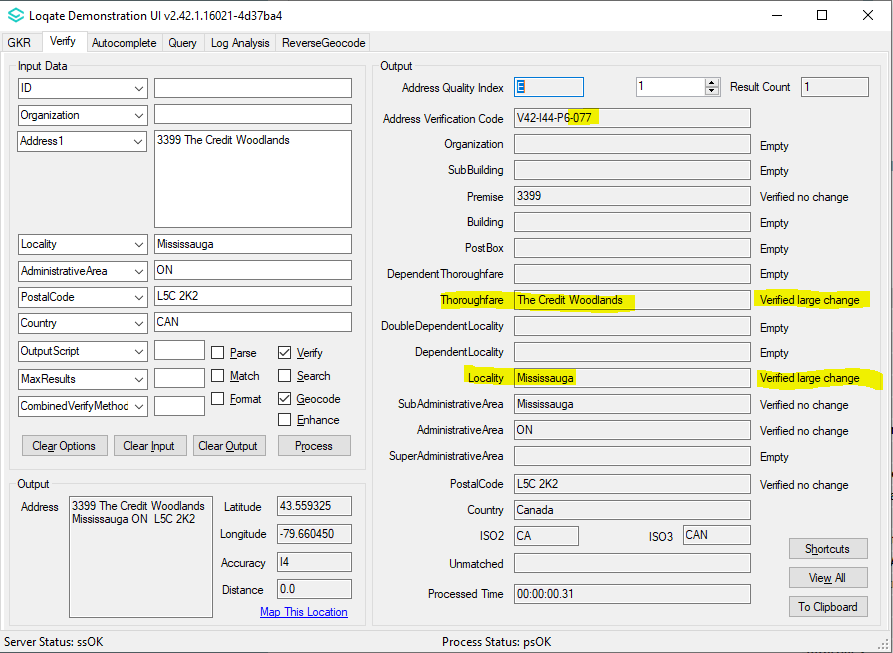 Loqate Demonstration UI v2.42.1.16021-4d37ba4
GKR Verify Autocomplete Query Log Analysis ReverseGeocode
Input Data
ID
Organization
Address1 3399 The Credit Woodlands
Locality Mississauga
AdministrativeArea ON
PostalCode L5C 2K2
Country CAN
OutputScript Parse Verify
MaxResults Match Search
CombinedVerifyMethod Format Geocode
Enhance
Clear Options Clear Input Clear Output Process
Output
Address 3399 The Credit Woodlands
Mississauga ON L5C 2K2
Latitude 43.559325
Longitude -79.660450
Accuracy I4
Distance 0.0
Map This Location
Output
Address Quality Index E 1 Result Count 1
Address Verification Code V42-I44-P6-077
Organization Empty
SubBuilding Empty
Premise 3399 Verified no change
Building Empty
PostBox Empty
DependentThoroughfare Empty
Thoroughfare The Credit Woodlands Verified large change
DoubleDependentLocality Empty
DependentLocality Empty
Locality Mississauga Verified large change
SubAdministrativeArea Mississauga Verified no change
AdministrativeArea ON Verified no change
SuperAdministrativeArea Empty
PostalCode L5C 2K2 Verified no change
Country Canada
ISO2 CA ISO3 CAN
Unmatched
Processed Time 00:00:00.31
Shortcuts
View All
To Clipboard
Server Status: ssOK Process Status: psOK